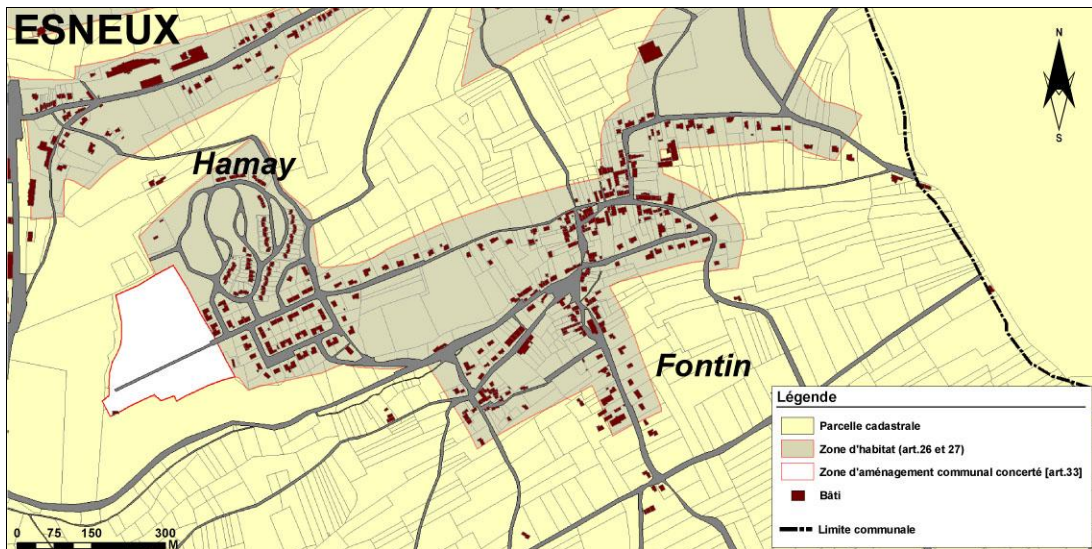 ESNEUX
N
S
Hamay
Fontin
Légende
Parcelle cadastrale
Zone d'habitat (art.26 et 27)
Zone d'aménagement communal concerté [art.33]
Bâti
Limite communale
0 75 150 300
M